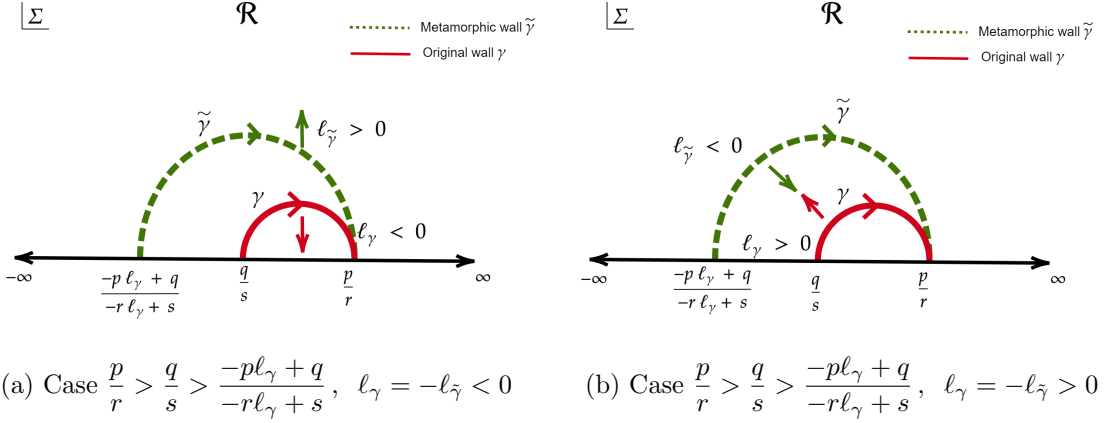 Σ
ℛ
Metamorphic wall γ̃
Original wall γ
γ̃
ℓ_γ̃ > 0
γ
ℓ_γ < 0
−∞
(−p ℓ_γ + q)/(−r ℓ_γ + s)
q/s
p/r
∞
(a) Case p/r > q/s > (−pℓ_γ + q)/(−rℓ_γ + s) , ℓ_γ = −ℓ_γ̃ < 0
Σ
ℛ
Metamorphic wall γ̃
Original wall γ
γ̃
ℓ_γ̃ < 0
γ
ℓ_γ > 0
−∞
(−p ℓ_γ + q)/(−r ℓ_γ + s)
q/s
p/r
∞
(b) Case p/r > q/s > (−pℓ_γ + q)/(−rℓ_γ + s) , ℓ_γ = −ℓ_γ̃ > 0